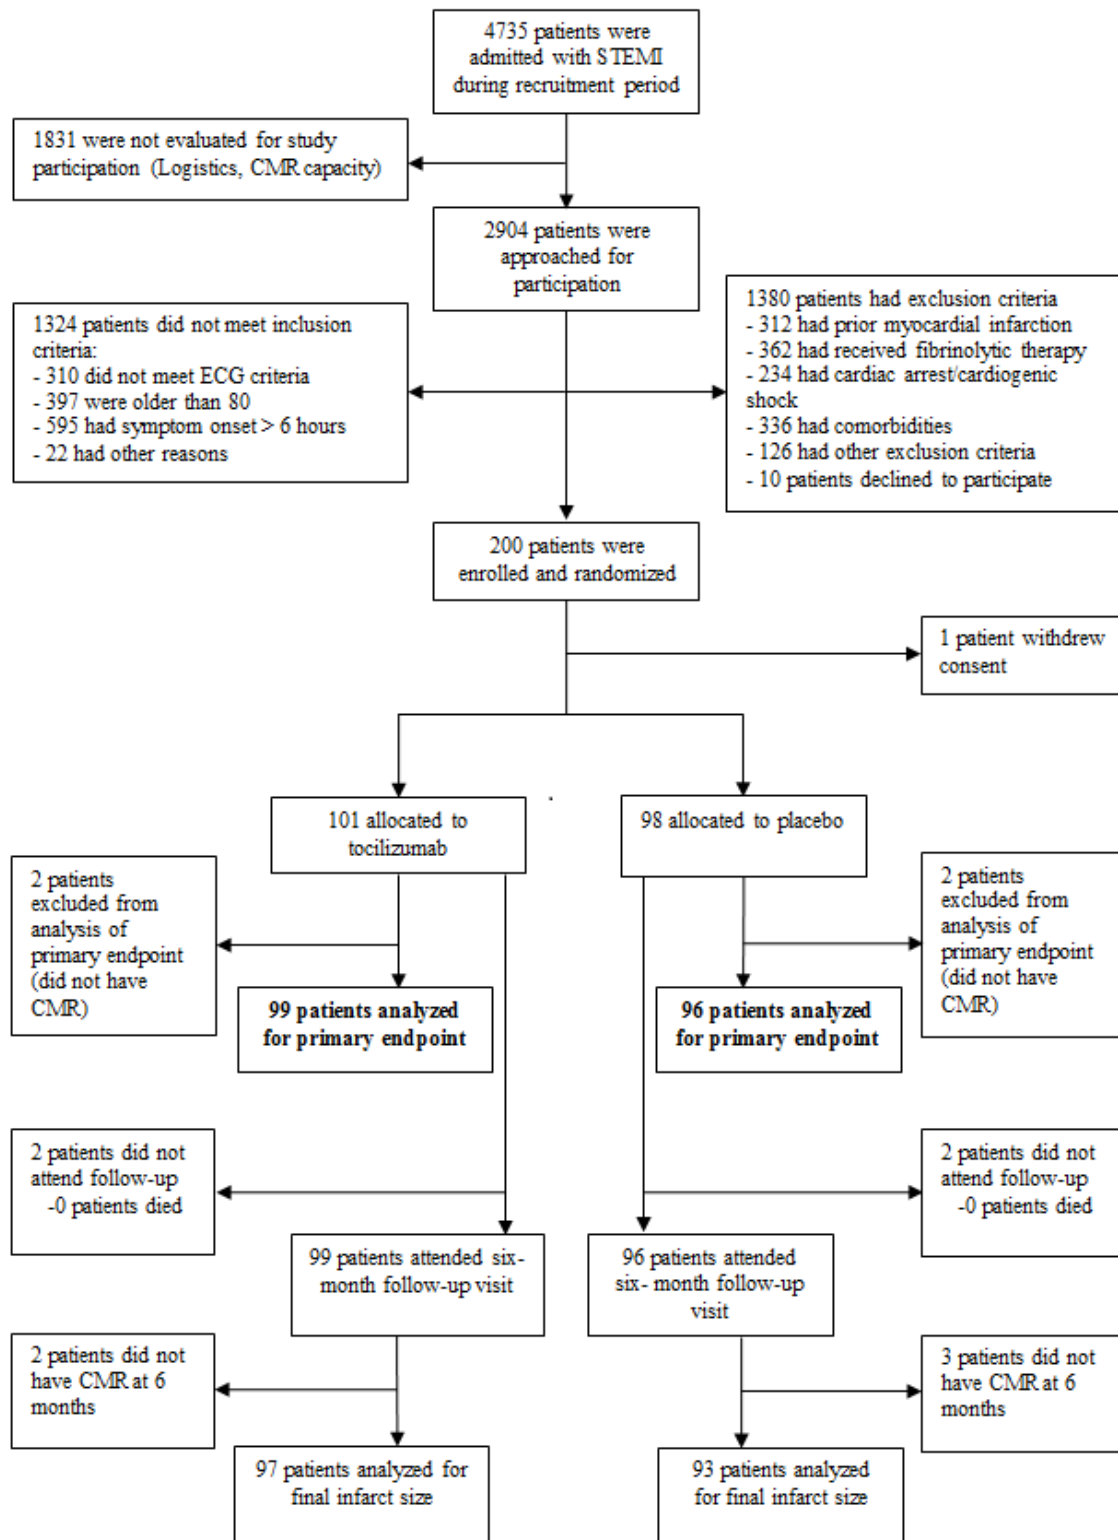 4735 patients were
admitted with STEMI
during recruitment period
1831 were not evaluated for study
participation (Logistics, CMR capacity)
2904 patients were
approached for
participation
1324 patients did not meet inclusion
criteria:
- 310 did not meet ECG criteria
- 397 were older than 80
- 595 had symptom onset > 6 hours
- 22 had other reasons
1380 patients had exclusion criteria
- 312 had prior myocardial infarction
- 362 had received fibrinolytic therapy
- 234 had cardiac arrest/cardiogenic
shock
- 336 had comorbidities
- 126 had other exclusion criteria
- 10 patients declined to participate
200 patients were
enrolled and randomized
1 patient withdrew
consent
101 allocated to
tocilizumab
98 allocated to placebo
2 patients
excluded from
analysis of
primary endpoint
(did not have
CMR)
2 patients
excluded from
analysis of
primary endpoint
(did not have
CMR)
99 patients analyzed
for primary endpoint
96 patients analyzed
for primary endpoint
2 patients did not
attend follow-up
-0 patients died
2 patients did not
attend follow-up
-0 patients died
99 patients attended six-
month follow-up visit
96 patients attended
six- month follow-up
visit
2 patients did not
have CMR at 6
months
3 patients did not
have CMR at 6
months
97 patients analyzed for
final infarct size
93 patients analyzed
for final infarct size